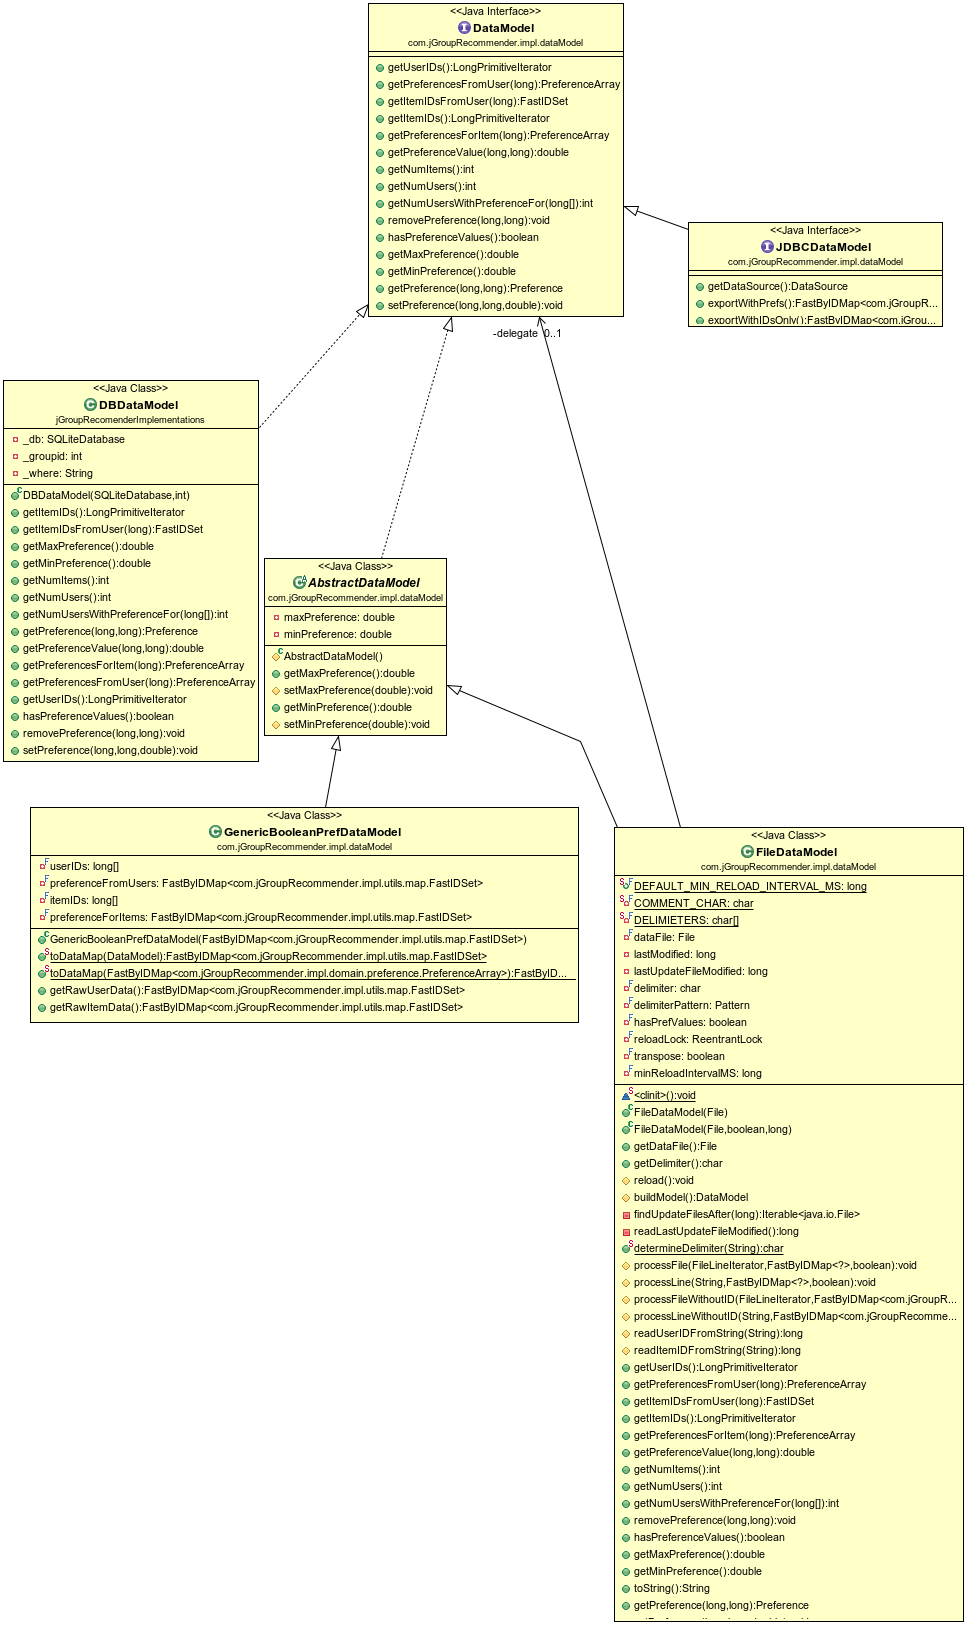 <<Java Interface>>
DataModel
com.jGroupRecommender.impl.dataModel
getUserIDs():LongPrimitiveIterator
getPreferencesFromUser(long):PreferenceArray
getItemIDsFromUser(long):FastIDSet
getItemIDs():LongPrimitiveIterator
getPreferencesForItem(long):PreferenceArray
getPreferenceValue(long,long):double
getNumItems():int
getNumUsers():int
getNumUsersWithPreferenceFor(long[]):int
removePreference(long,long):void
hasPreferenceValues():boolean
getMaxPreference():double
getMinPreference():double
getPreference(long,long):Preference
setPreference(long,long,double):void
<<Java Interface>>
JDBCDataModel
com.jGroupRecommender.impl.dataModel
getDataSource():DataSource
exportWithPrefs():FastByIDMap<com.jGroupR...
exportWithIDsOnly():FastByIDMap<com.jGrou...
-delegate 0..1
<<Java Class>>
DBDataModel
jGroupRecomenderImplementations
_db: SQLiteDatabase
_groupid: int
_where: String
DBDataModel(SQLiteDatabase,int)
getItemIDs():LongPrimitiveIterator
getItemIDsFromUser(long):FastIDSet
getMaxPreference():double
getMinPreference():double
getNumItems():int
getNumUsers():int
getNumUsersWithPreferenceFor(long[]):int
getPreference(long,long):Preference
getPreferenceValue(long,long):double
getPreferencesForItem(long):PreferenceArray
getPreferencesFromUser(long):PreferenceArray
getUserIDs():LongPrimitiveIterator
hasPreferenceValues():boolean
removePreference(long,long):void
setPreference(long,long,double):void
<<Java Class>>
AbstractDataModel
com.jGroupRecommender.impl.dataModel
maxPreference: double
minPreference: double
AbstractDataModel()
getMaxPreference():double
setMaxPreference(double):void
getMinPreference():double
setMinPreference(double):void
<<Java Class>>
GenericBooleanPrefDataModel
com.jGroupRecommender.impl.dataModel
userIDs: long[]
preferenceFromUsers: FastByIDMap<com.jGroupRecommender.impl.utils.map.FastIDSet>
itemIDs: long[]
preferenceForItems: FastByIDMap<com.jGroupRecommender.impl.utils.map.FastIDSet>
GenericBooleanPrefDataModel(FastByIDMap<com.jGroupRecommender.impl.utils.map.FastIDSet>)
toDataMap(DataModel):FastByIDMap<com.jGroupRecommender.impl.utils.map.FastIDSet>
toDataMap(FastByIDMap<com.jGroupRecommender.impl.domain.preference.PreferenceArray>):FastByID...
getRawUserData():FastByIDMap<com.jGroupRecommender.impl.utils.map.FastIDSet>
getRawItemData():FastByIDMap<com.jGroupRecommender.impl.utils.map.FastIDSet>
<<Java Class>>
FileDataModel
com.jGroupRecommender.impl.dataModel
DEFAULT_MIN_RELOAD_INTERVAL_MS: long
COMMENT_CHAR: char
DELIMIETERS: char[]
dataFile: File
lastModified: long
lastUpdateFileModified: long
delimiter: char
delimiterPattern: Pattern
hasPrefValues: boolean
reloadLock: ReentrantLock
transpose: boolean
minReloadIntervalMS: long
<clinit>():void
FileDataModel(File)
FileDataModel(File,boolean,long)
getDataFile():File
getDelimiter():char
reload():void
buildModel():DataModel
findUpdateFilesAfter(long):Iterable<java.io.File>
readLastUpdateFileModified():long
determineDelimiter(String):char
processFile(FileLineIterator,FastByIDMap<?>,boolean):void
processLine(String,FastByIDMap<?>,boolean):void
processFileWithoutID(FileLineIterator,FastByIDMap<com.jGroupR...
processLineWithoutID(String,FastByIDMap<com.jGroupRecomme...
readUserIDFromString(String):long
readItemIDFromString(String):long
getUserIDs():LongPrimitiveIterator
getPreferencesFromUser(long):PreferenceArray
getItemIDsFromUser(long):FastIDSet
getItemIDs():LongPrimitiveIterator
getPreferencesForItem(long):PreferenceArray
getPreferenceValue(long,long):double
getNumItems():int
getNumUsers():int
getNumUsersWithPreferenceFor(long[]):int
removePreference(long,long):void
hasPreferenceValues():boolean
getMaxPreference():double
getMinPreference():double
toString():String
getPreference(long,long):Preference